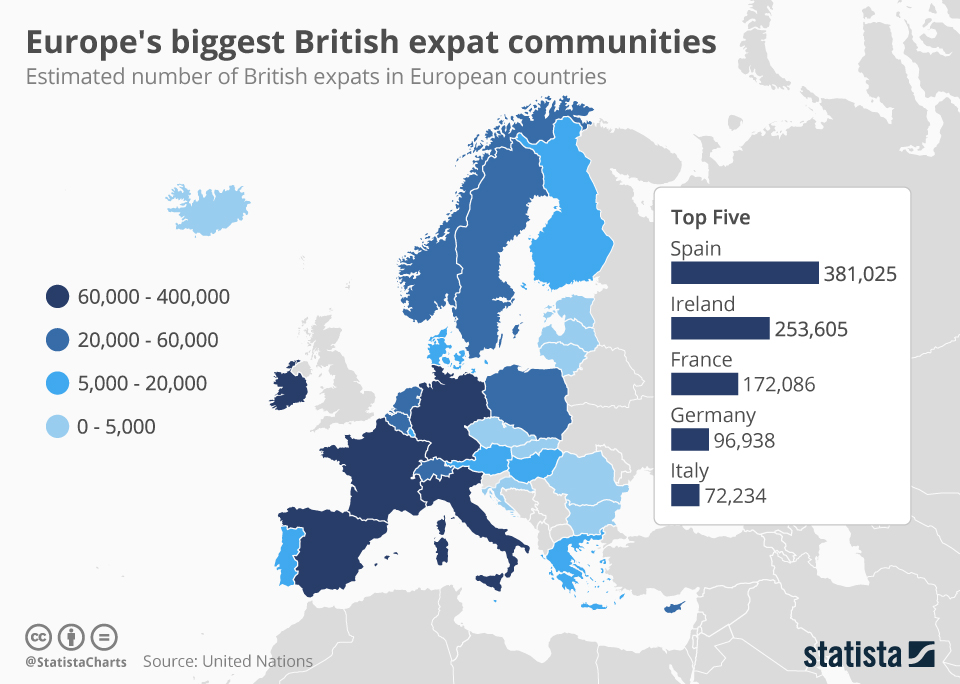 Europe's biggest British expat communities
Estimated number of British expats in European countries
60,000 - 400,000
20,000 - 60,000
5,000 - 20,000
0 - 5,000
Top Five
Spain
381,025
Ireland
253,605
France
172,086
Germany
96,938
Italy
72,234
cc
@StatistaCharts
Source: United Nations
statista